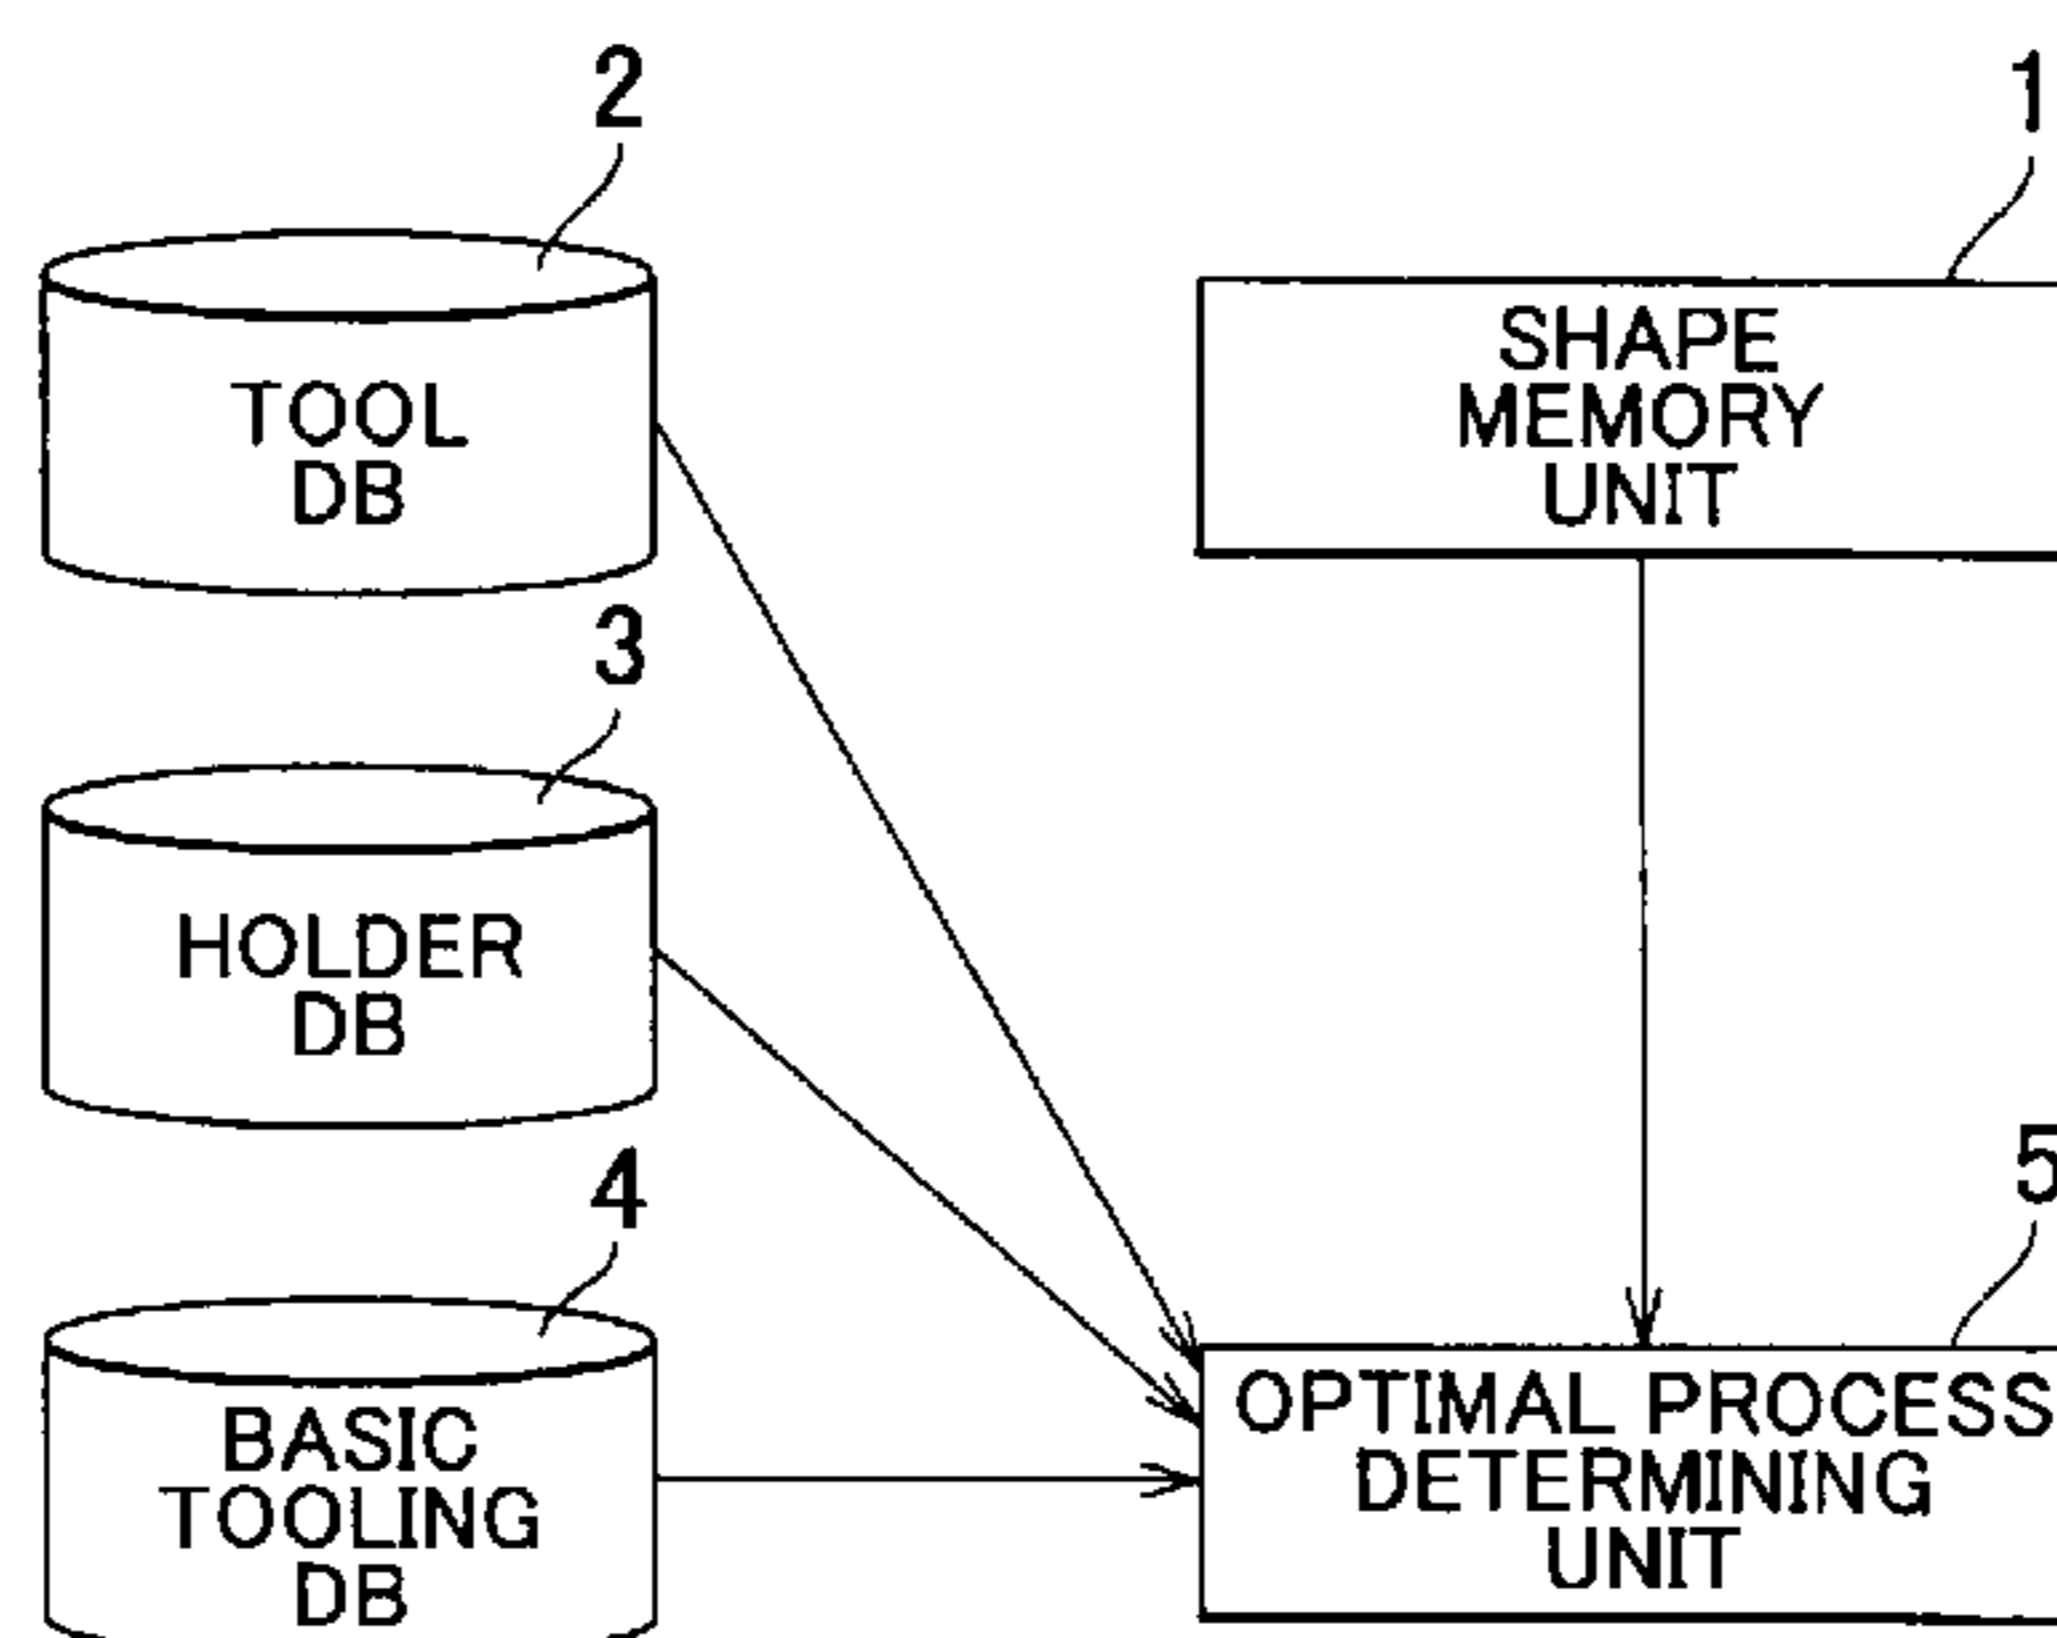 2
1
TOOL
DB
SHAPE
MEMORY
UNIT
3
HOLDER
DB
4
5
BASIC
TOOLING
DB
OPTIMAL PROCESS
DETERMINING
UNIT